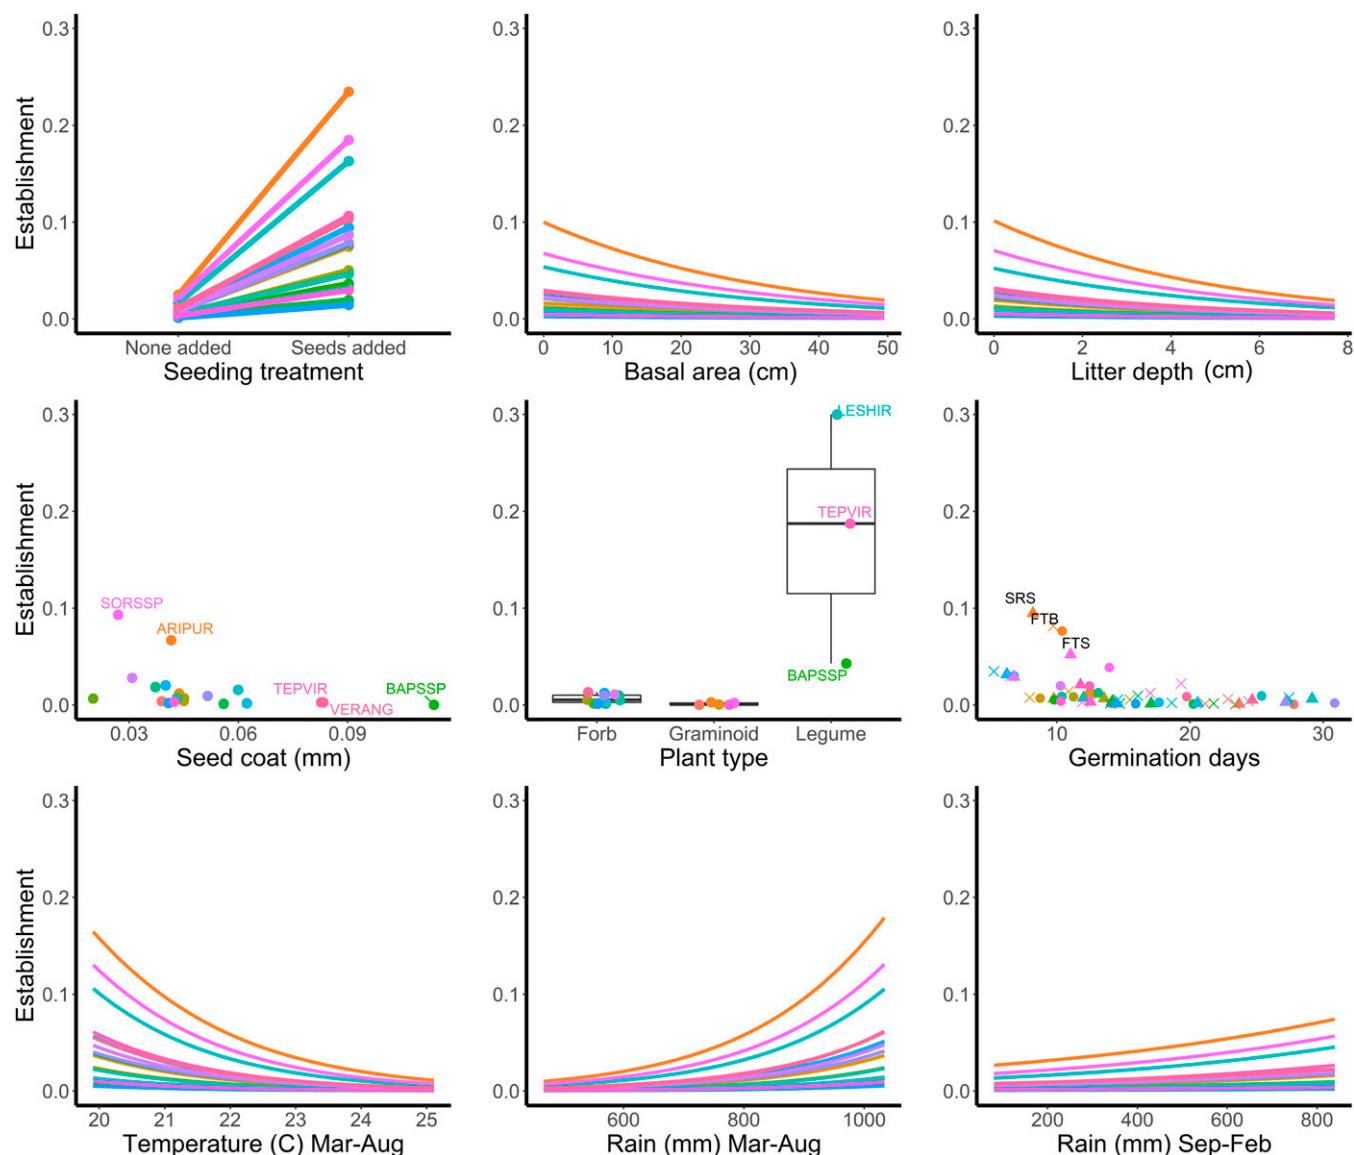 0.3
0.2
0.1
0.0
Establishment
None added
Seeds added
Seeding treatment
0.3
0.2
0.1
0.0
0
10
20
30
40
50
Basal area (cm)
0.3
0.2
0.1
0.0
0
2
4
6
8
Litter depth (cm)
0.3
0.2
0.1
0.0
Establishment
SORSSP
ARIPUR
TEPVIR
VERANG
BAPSSP
0.03
0.06
0.09
Seed coat (mm)
0.3
0.2
0.1
0.0
LESHIR
TEPVIR
BAPSSP
Forb
Graminoid
Legume
Plant type
0.3
0.2
0.1
0.0
SRS
FTB
FTS
10
20
30
Germination days
0.3
0.2
0.1
0.0
Establishment
20
21
22
23
24
25
Temperature (C) Mar-Aug
0.3
0.2
0.1
0.0
600
800
1000
Rain (mm) Mar-Aug
0.3
0.2
0.1
0.0
200
400
600
800
Rain (mm) Sep-Feb